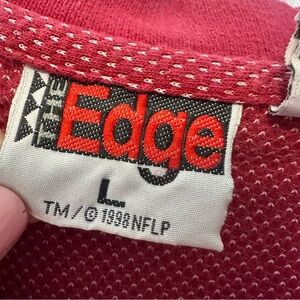 THE Edge
L
TM/© 1998 NFLP